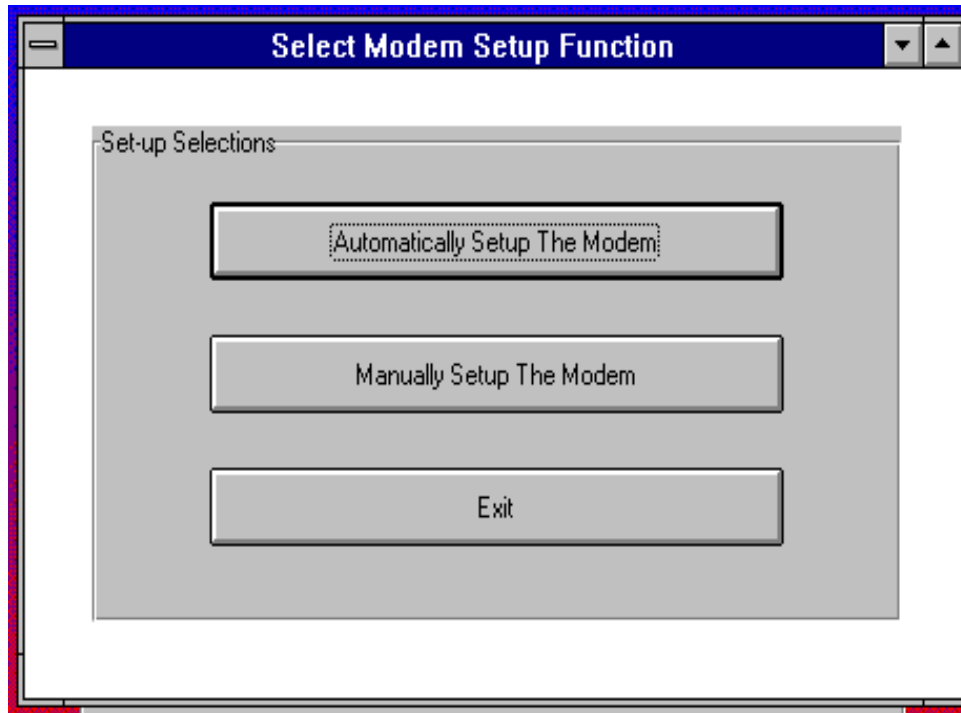 Select Modem Setup Function
Set-up Selections
Automatically Setup The Modem
Manually Setup The Modem
Exit